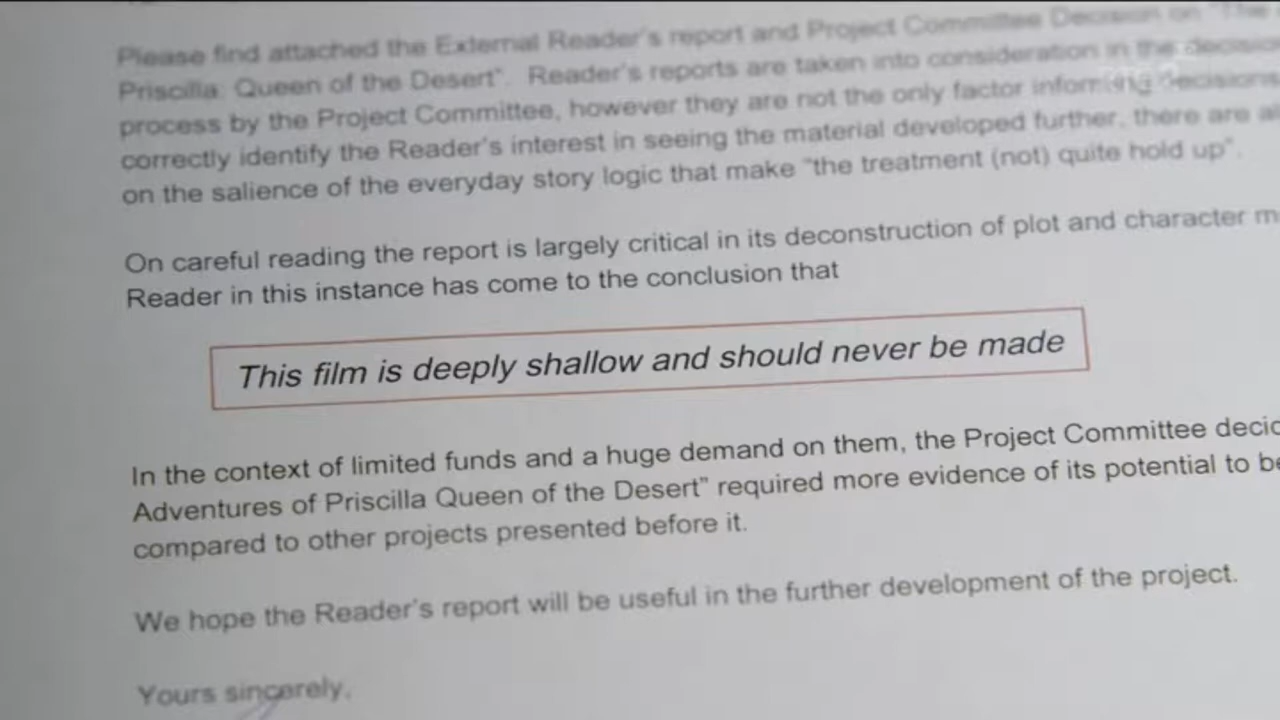 Please find attached the External Reader's report and Project Committee Decision on "The
Priscilla: Queen of the Desert". Reader's reports are taken into consideration in the decision
process by the Project Committee, however they are not the only factor informing decisions
correctly identify the Reader's interest in seeing the material developed further, there are
on the salience of the everyday story logic that make "the treatment (not) quite hold up".
On careful reading the report is largely critical in its deconstruction of plot and character
Reader in this instance has come to the conclusion that
This film is deeply shallow and should never be made
In the context of limited funds and a huge demand on them, the Project Committee
Adventures of Priscilla Queen of the Desert" required more evidence of its potential to
compared to other projects presented before it.
We hope the Reader's report will be useful in the further development of the project.
Yours sincerely,